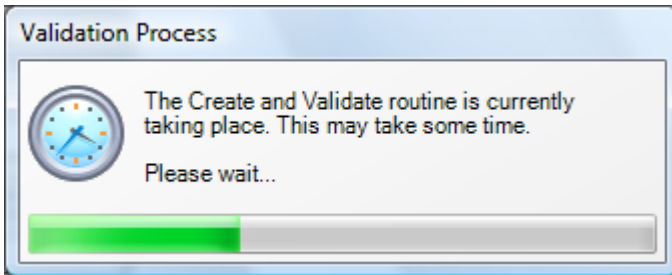 Validation Process
The Create and Validate routine is currently
taking place. This may take some time.
Please wait...